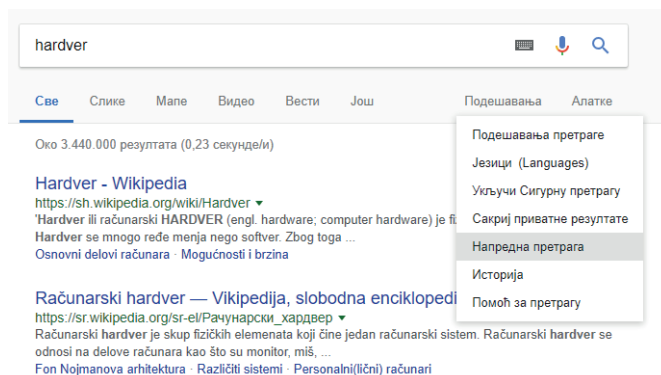 hardver
Све Слике Мапе Видео Вести Још Подешавања Алатке
Око 3.440.000 резултата (0,23 секунде/и)
Подешавања претраге
Језици (Languages)
Укључи Сигурну претрагу
Сакриј приватне резултате
Напредна претрага
Историја
Помоћ за претрагу
Hardver - Wikipedia
https://sh.wikipedia.org/wiki/Hardver
'Hardver ili računarski HARDVER (engl. hardware; computer hardware) je
Hardver se mnogo ređe menja nego softver. Zbog toga ...
Osnovni delovi računara · Mogućnosti i brzina
Računarski hardver — Vikipedija, slobodna enciklopedi
https://sr.wikipedia.org/sr-el/Рачунарски_хардвер
Računarski hardver je skup fizičkih elemenata koji čine jedan računarski sistem. Računarski hardver se
odnosi na delove računara kao što su monitor, miš, ...
Fon Nojmanova arhitektura · Različiti sistemi · Personalni(lični) računari